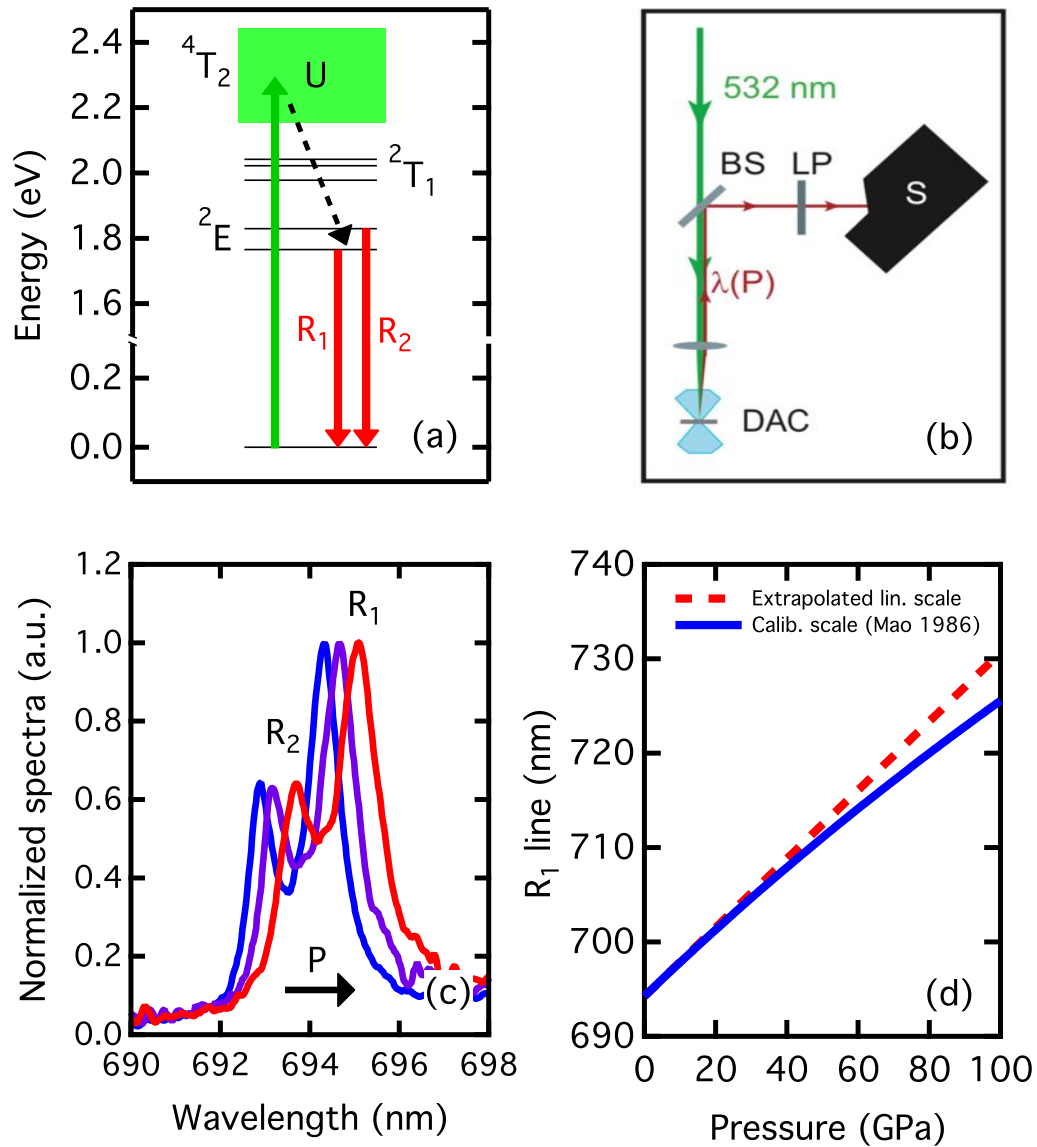 2.4
2.2
2.0
1.8
1.6
0.2
0.0
Energy (eV)
⁴T₂
U
²T₁
²E
R₁
R₂
(a)
532 nm
BS
LP
S
λ(P)
DAC
(b)
1.2
1.0
0.8
0.6
0.4
0.2
0.0
Normalized spectra (a.u.)
R₁
R₂
P
(c)
690
692
694
696
698
Wavelength (nm)
740
730
720
710
700
690
R₁ line (nm)
Extrapolated lin. scale
Calib. scale (Mao 1986)
(d)
0
20
40
60
80
100
Pressure (GPa)